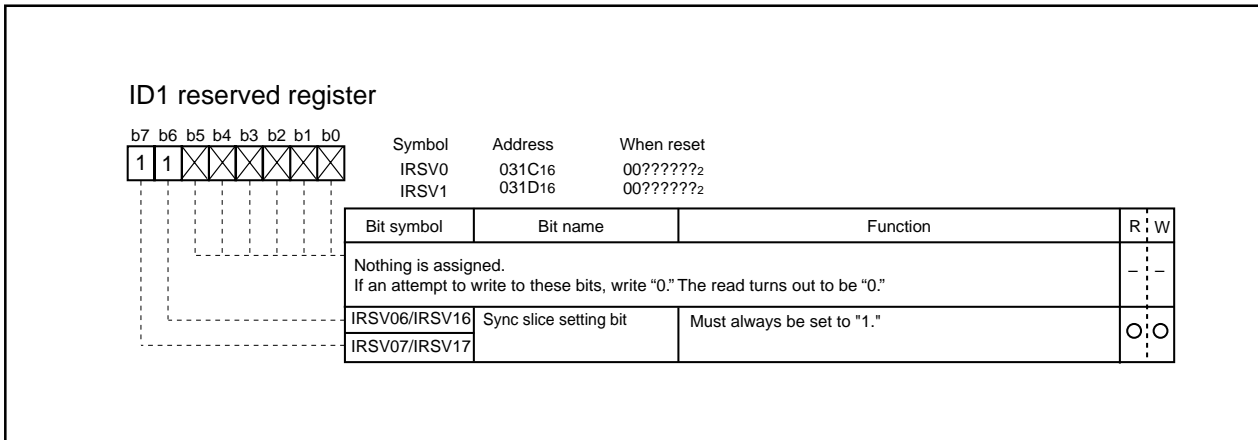 ID1 reserved register
b7 b6 b5 b4 b3 b2 b1 b0
Symbol Address When reset
1 1
IRSV0 031C16 00??????2
IRSV1 031D16 00??????2
Bit symbol Bit name Function R W
Nothing is assigned.
If an attempt to write to these bits, write “0.” The read turns out to be “0.”
– –
IRSV06/IRSV16 Sync slice setting bit Must always be set to "1."
IRSV07/IRSV17